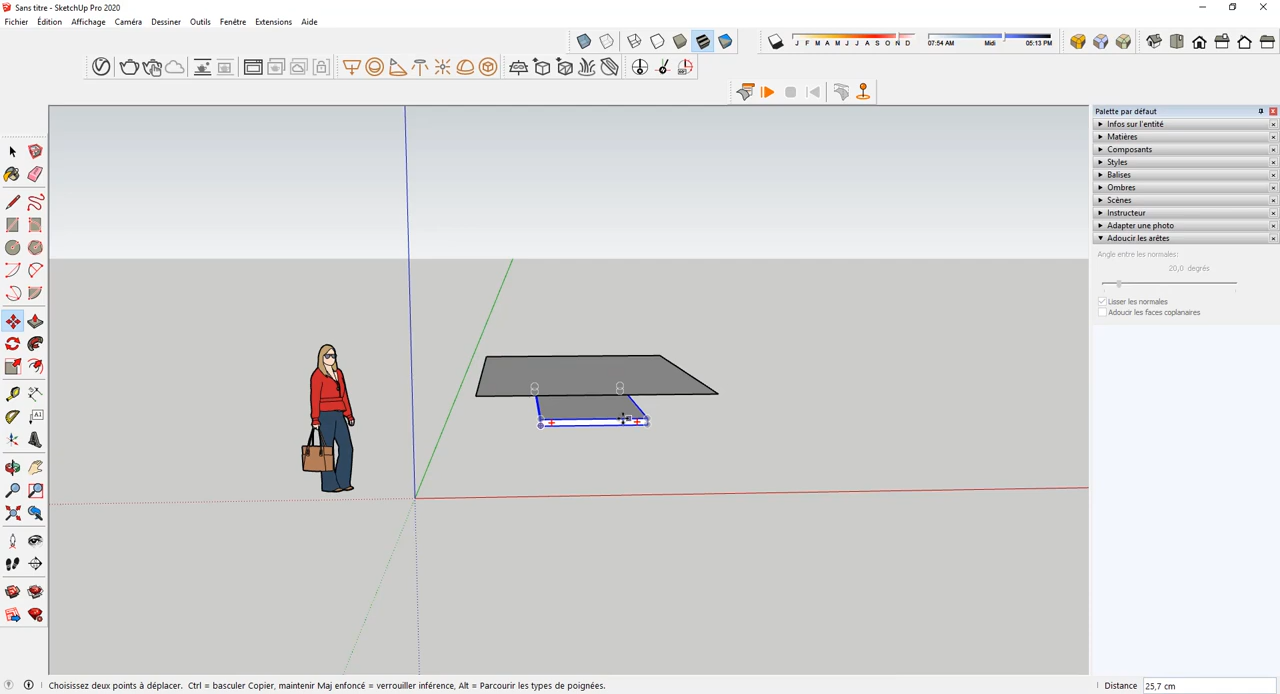 Sans titre - SketchUp Pro 2020
Fichier Édition Affichage Caméra Dessiner Outils Fenêtre Extensions Aide
J F M A M J J A S O N D
07:54 AM Midi 05:13 PM
Palette par défaut
Infos sur l'entité
Matières
Composants
Styles
Balises
Ombres
Scènes
Instructeur
Adapter une photo
Adoucir les arêtes
Angle entre les normales:
20,0 degrés
Lisser les normales
Adoucir les faces coplanaires
Choisissez deux points à déplacer. Ctrl = basculer Copier, maintenir Maj enfoncé = verrouiller inférence, Alt = Parcourir les types de poignées.
Distance 25,7 cm